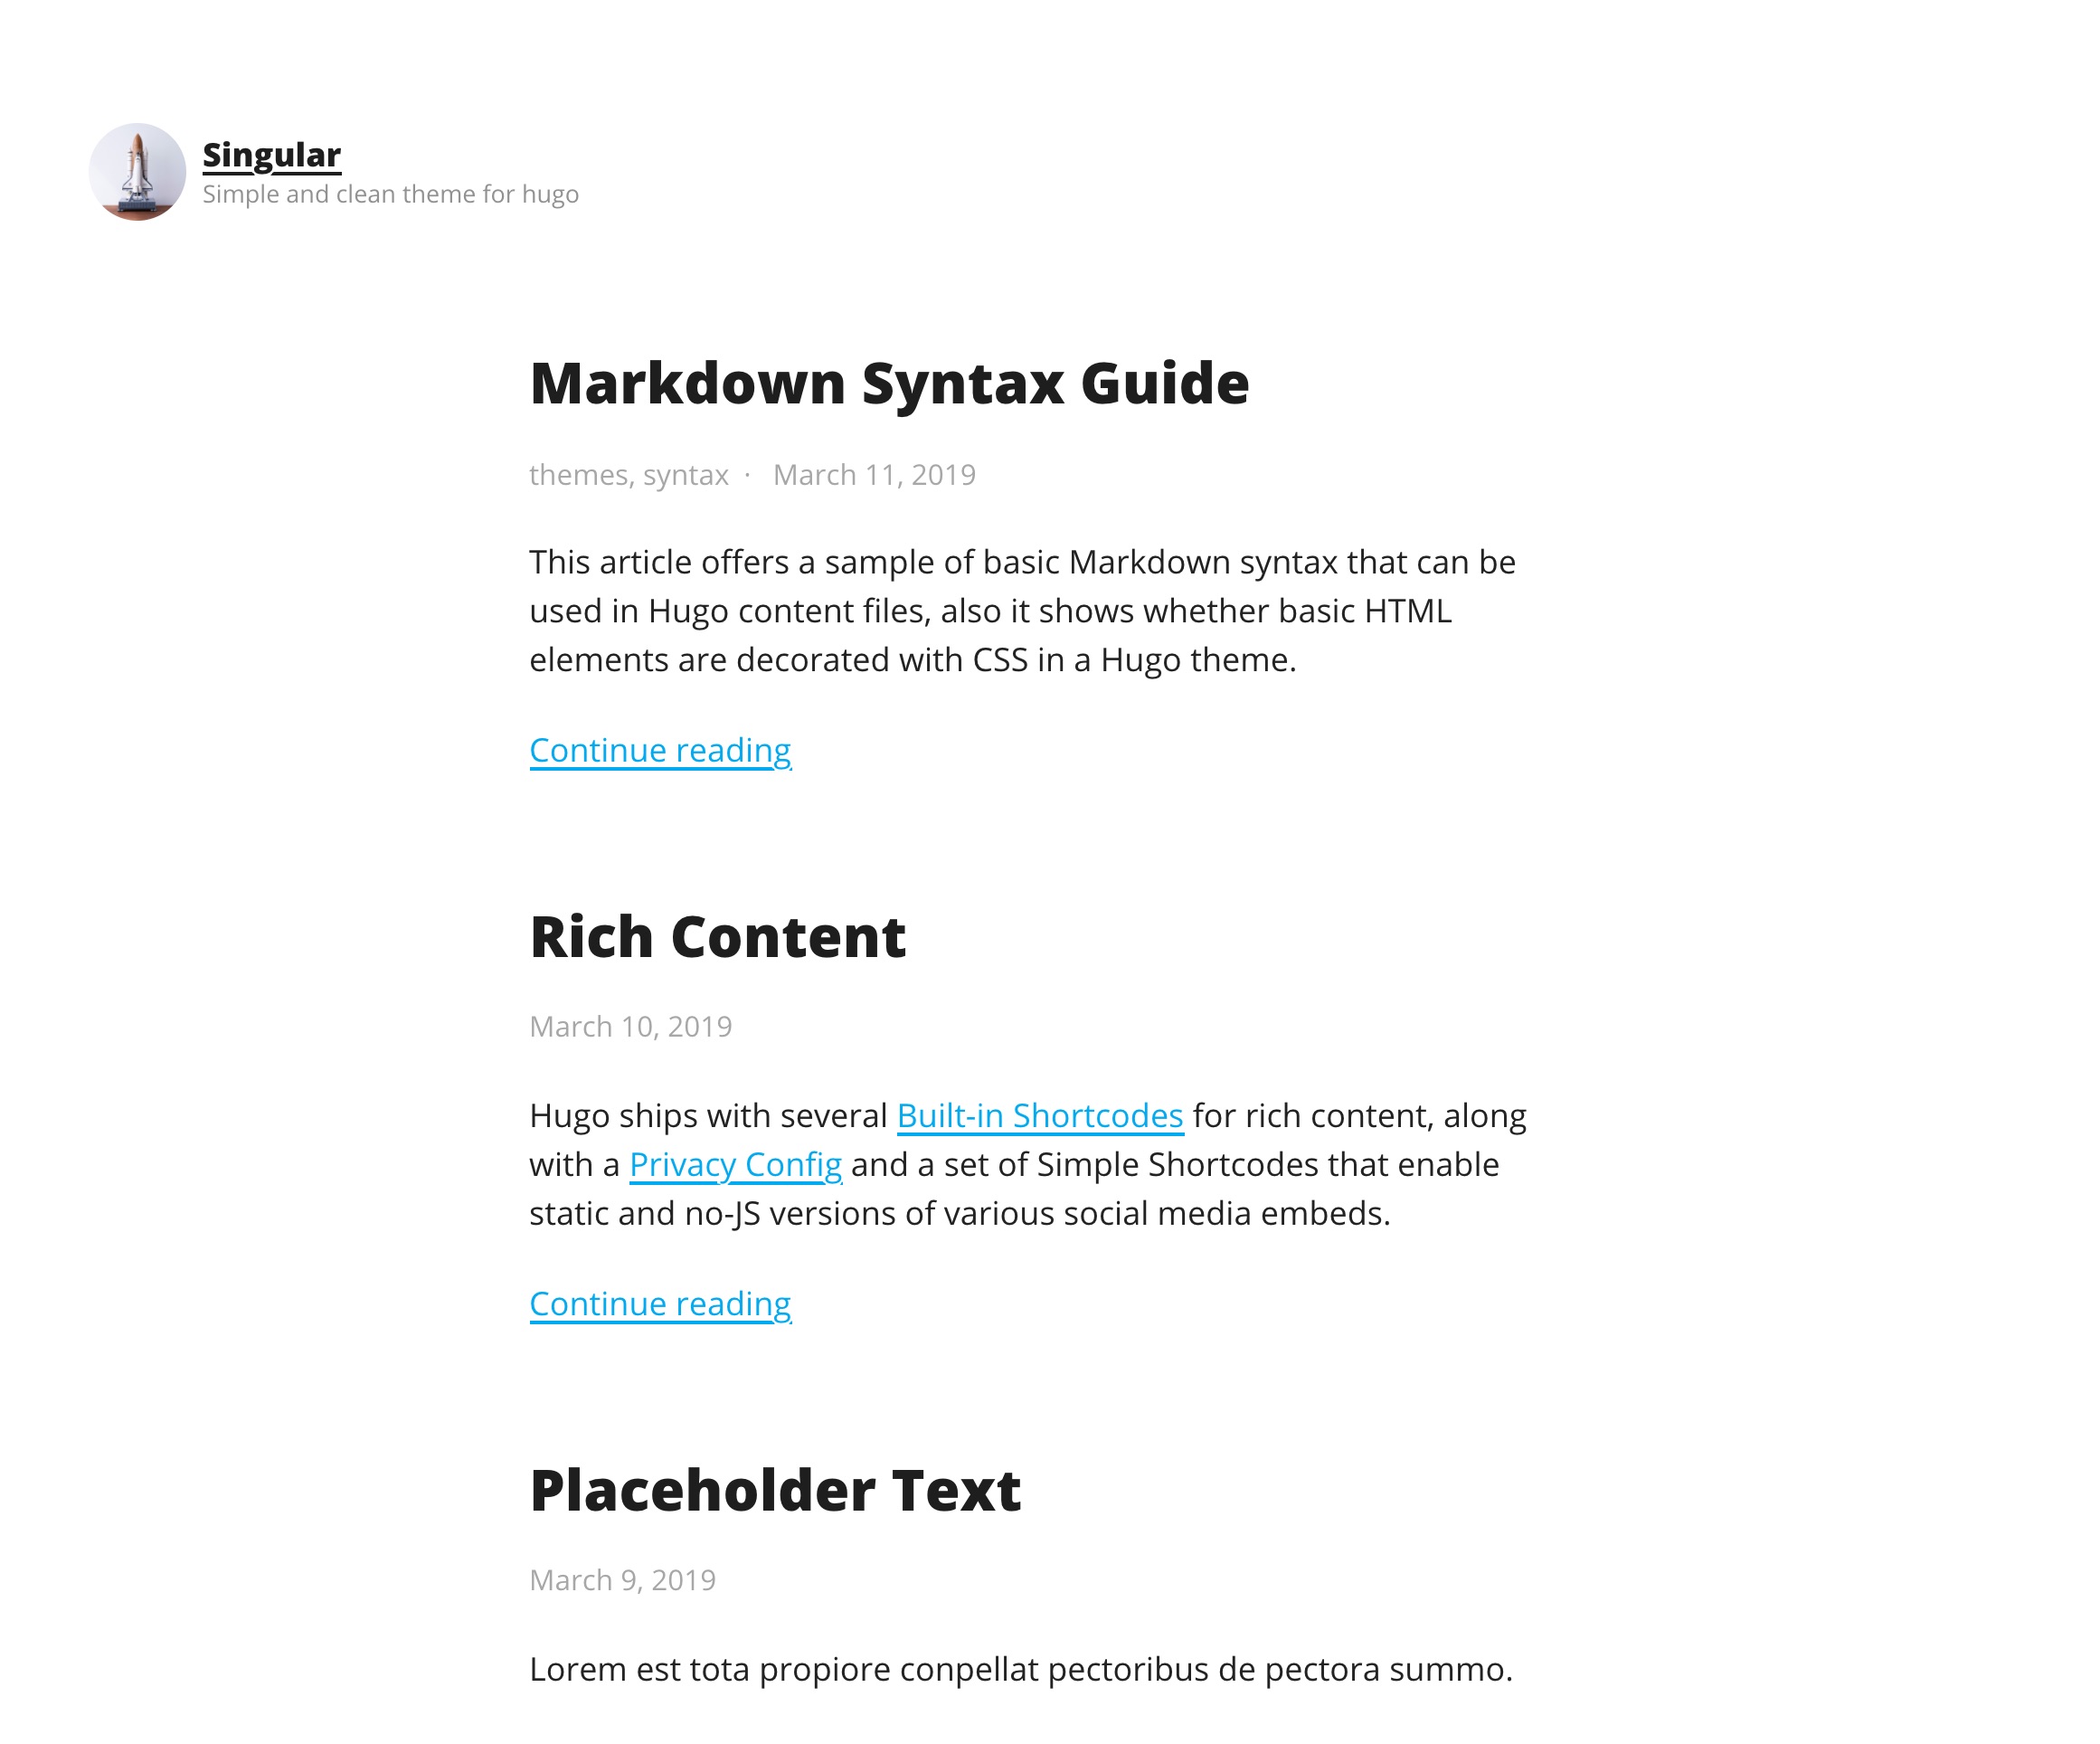 Singular
Simple and clean theme for hugo
Markdown Syntax Guide
themes, syntax · March 11, 2019
This article offers a sample of basic Markdown syntax that can be
used in Hugo content files, also it shows whether basic HTML
elements are decorated with CSS in a Hugo theme.
Continue reading
Rich Content
March 10, 2019
Hugo ships with several Built-in Shortcodes for rich content, along
with a Privacy Config and a set of Simple Shortcodes that enable
static and no-JS versions of various social media embeds.
Continue reading
Placeholder Text
March 9, 2019
Lorem est tota propiore conpellat pectoribus de pectora summo.